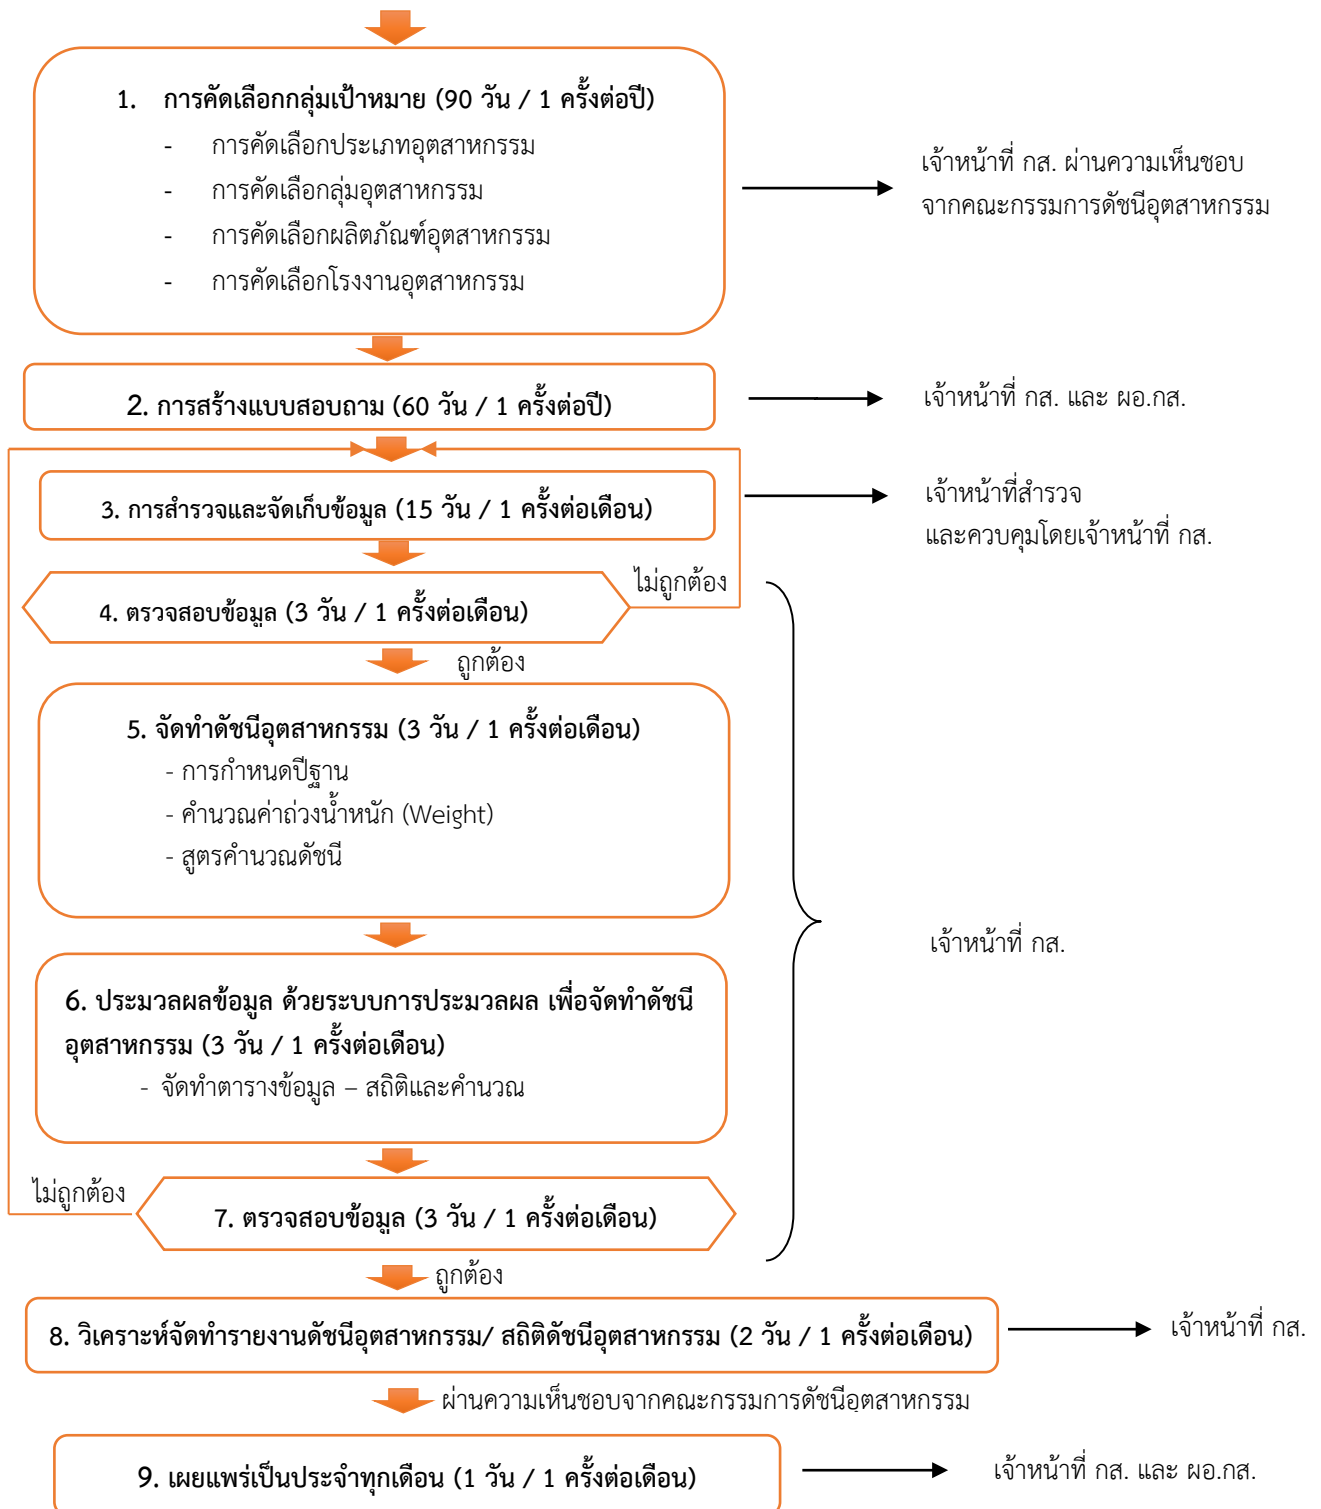 1. การคัดเลือกกลุ่มเป้าหมาย (90 วัน / 1 ครั้งต่อปี)
- การคัดเลือกประเภทอุตสาหกรรม
- การคัดเลือกลุ่มอุตสาหกรรม
- การคัดเลือกผลิตภัณฑ์อุตสาหกรรม
- การคัดเลือกโรงงานอุตสาหกรรม
เจ้าหน้าที่ กส. ผ่านความเห็นชอบ
จากคณะกรรมการดัชนีอุตสาหกรรม
2. การสร้างแบบสอบถาม (60 วัน / 1 ครั้งต่อปี)
เจ้าหน้าที่ กส. และ ผอ.กส.
3. การสำรวจและจัดเก็บข้อมูล (15 วัน / 1 ครั้งต่อเดือน)
เจ้าหน้าที่สำรวจ
และควบคุมโดยเจ้าหน้าที่ กส.
ไม่ถูกต้อง
4. ตรวจสอบข้อมูล (3 วัน / 1 ครั้งต่อเดือน)
ถูกต้อง
5. จัดทำดัชนีอุตสาหกรรม (3 วัน / 1 ครั้งต่อเดือน)
- การกำหนดปีฐาน
- คำนวณค่าถ่วงน้ำหนัก (Weight)
- สูตรคำนวณดัชนี
เจ้าหน้าที่ กส.
6. ประมวลผลข้อมูล ด้วยระบบการประมวลผล เพื่อจัดทำดัชนี
อุตสาหกรรม (3 วัน / 1 ครั้งต่อเดือน)
- จัดทำตารางข้อมูล – สถิติและคำนวณ
ไม่ถูกต้อง
7. ตรวจสอบข้อมูล (3 วัน / 1 ครั้งต่อเดือน)
ถูกต้อง
8. วิเคราะห์จัดทำรายงานดัชนีอุตสาหกรรม/ สถิติดัชนีอุตสาหกรรม (2 วัน / 1 ครั้งต่อเดือน)
เจ้าหน้าที่ กส.
ผ่านความเห็นชอบจากคณะกรรมการดัชนีอุตสาหกรรม
9. เผยแพร่เป็นประจำทุกเดือน (1 วัน / 1 ครั้งต่อเดือน)
เจ้าหน้าที่ กส. และ ผอ.กส.